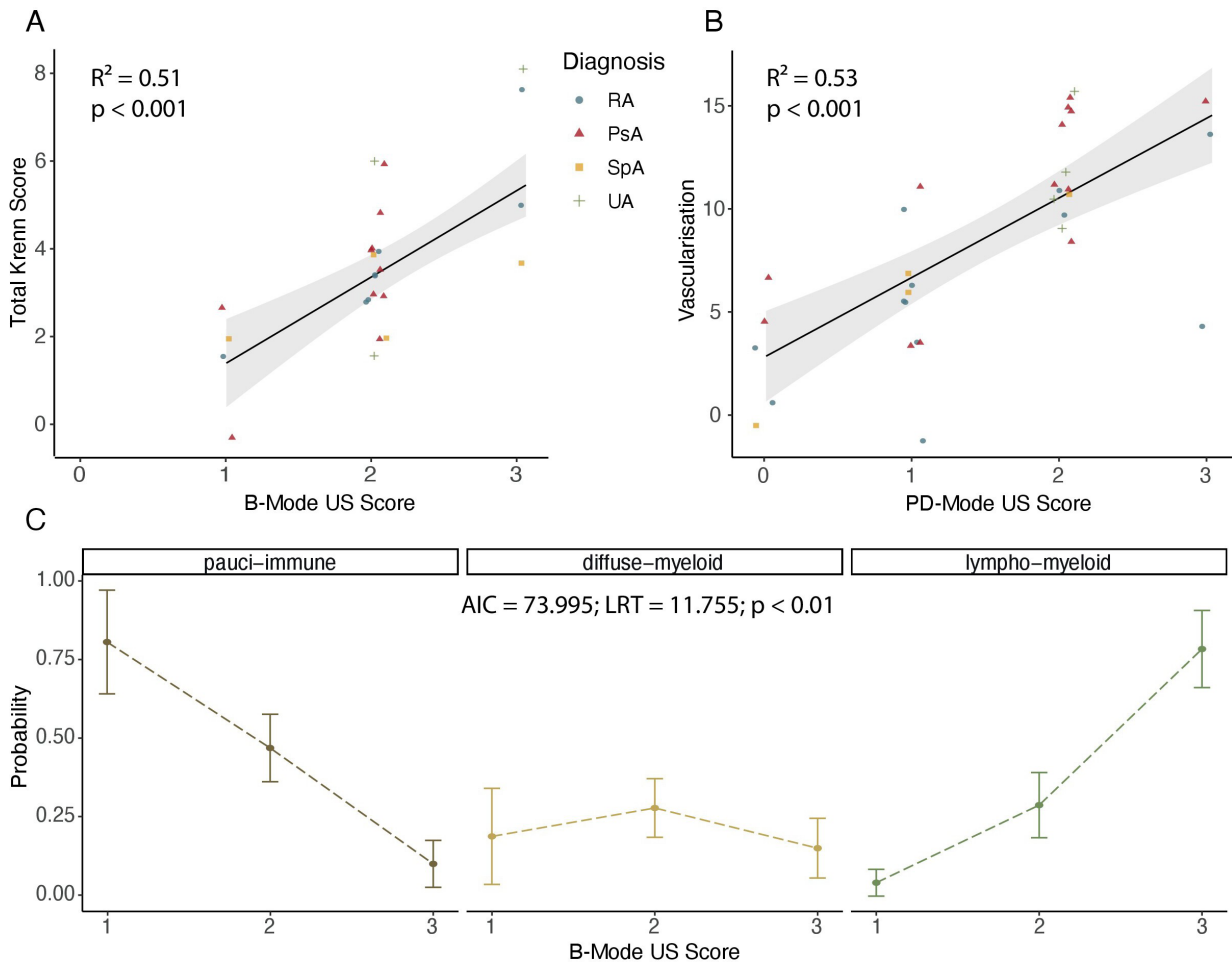 A
R² = 0.51
p < 0.001
Total Krenn Score
8
6
4
2
0
0 1 2 3
B-Mode US Score
Diagnosis
RA
PsA
SpA
UA
B
R² = 0.53
p < 0.001
Vascularisation
15
10
5
0
0 1 2 3
PD-Mode US Score
C
pauci−immune
diffuse−myeloid
lympho−myeloid
AIC = 73.995; LRT = 11.755; p < 0.01
Probability
1.00
0.75
0.50
0.25
0.00
1 2 3 1 2 3 1 2 3
B-Mode US Score